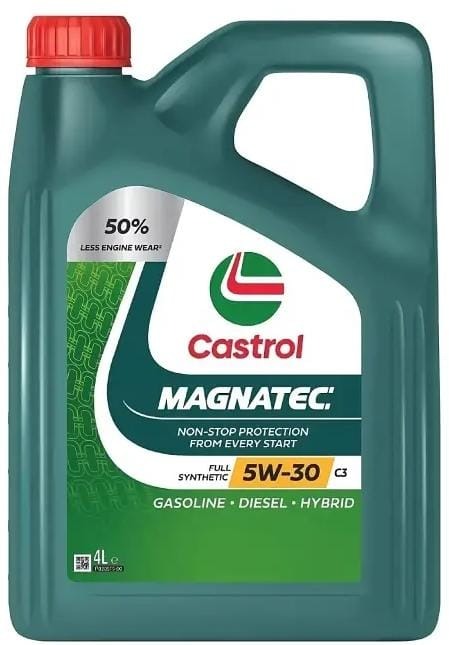 50%
LESS ENGINE WEAR²
Castrol
MAGNATEC
NON-STOP PROTECTION
FROM EVERY START
FULL
SYNTHETIC
5W-30 C3
GASOLINE • DIESEL • HYBRID
4L e